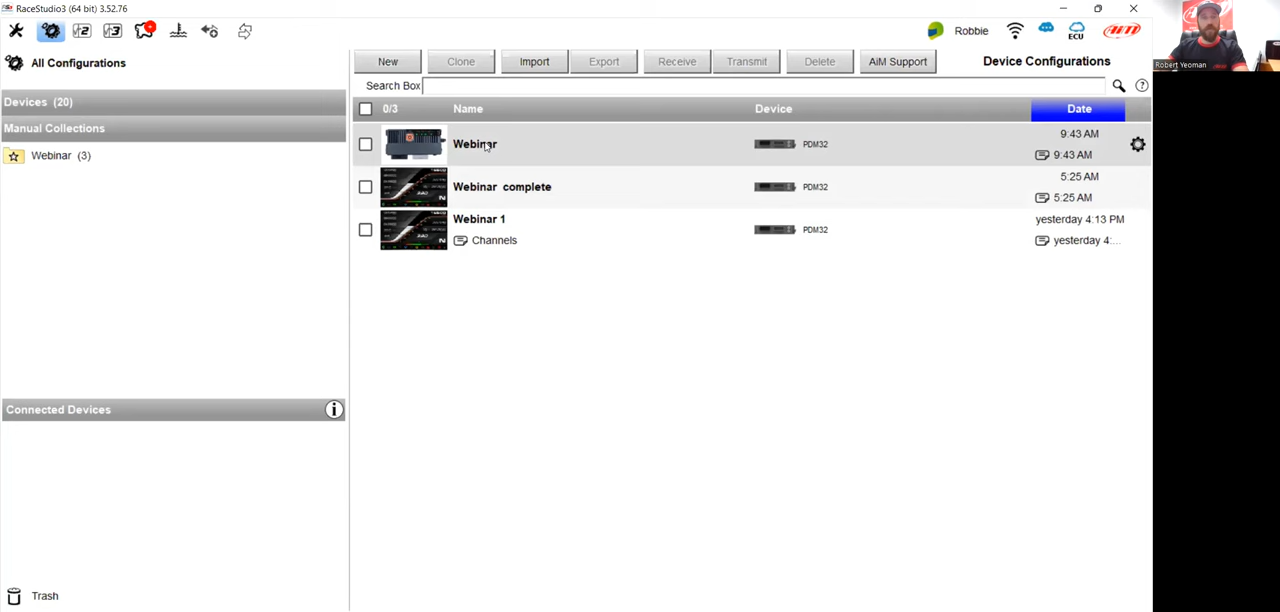 RaceStudio3 (64 bit) 3.52.76
Robbie
ECU
AiM
Robert Yeoman
All Configurations
New Clone Import Export Receive Transmit Delete AiM Support Device Configurations
Search Box
Devices (20)
0/3 Name Device Date
Manual Collections
Webinar (3)
Webinar PDM32 9:43 AM
9:43 AM
Webinar complete PDM32 5:25 AM
5:25 AM
Webinar 1 PDM32 yesterday 4:13 PM
Channels yesterday 4:...
Connected Devices
Trash